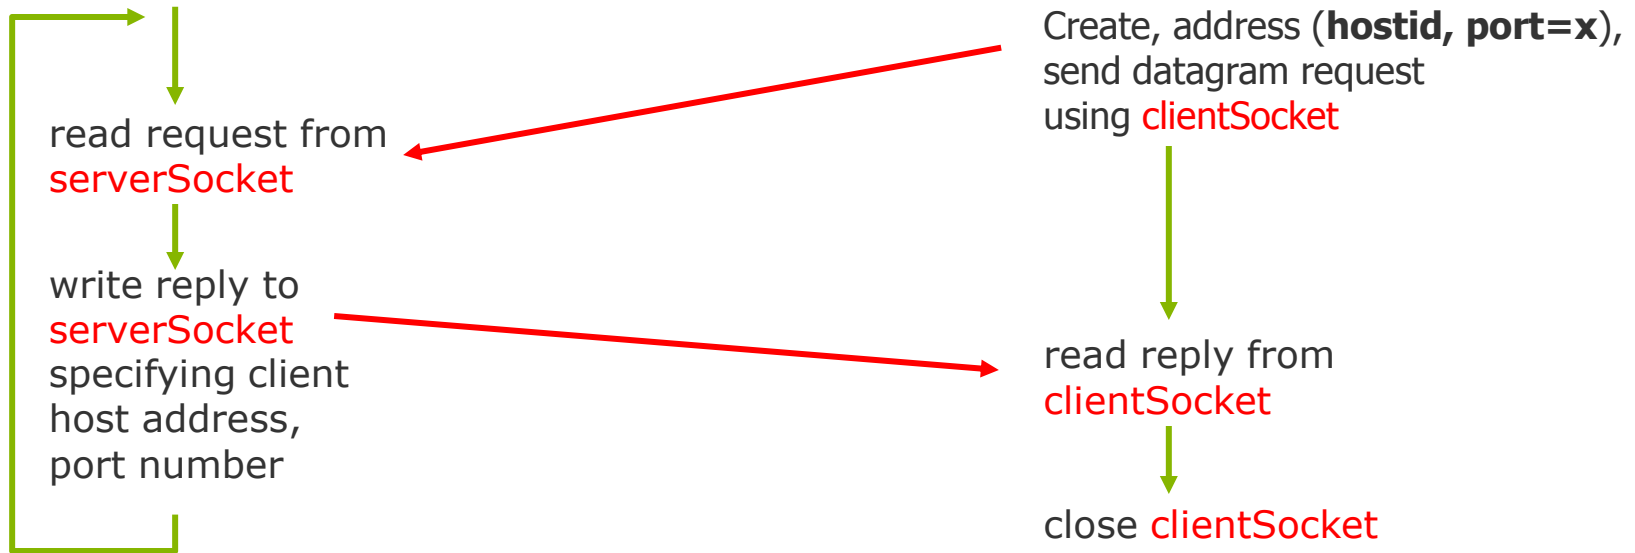 read request from
serverSocket
write reply to
serverSocket
specifying client
host address,
port number
Create, address (hostid, port=x),
send datagram request
using clientSocket
read reply from
clientSocket
close clientSocket